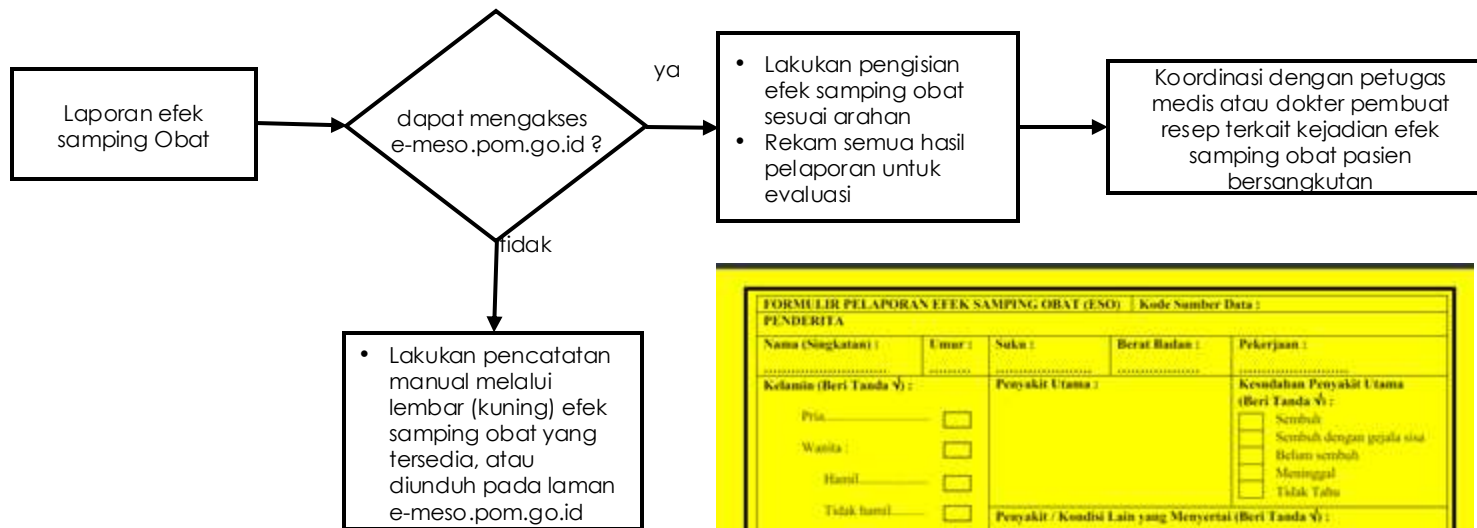 Laporan efek
samping Obat
dapat mengakses
e-meso.pom.go.id ?
ya
• Lakukan pengisian
efek samping obat
sesuai arahan
• Rekam semua hasil
pelaporan untuk
evaluasi
Koordinasi dengan petugas
medis atau dokter pembuat
resep terkait kejadian efek
samping obat pasien
bersangkutan
tidak
• Lakukan pencatatan
manual melalui
lembar (kuning) efek
samping obat yang
tersedia, atau
diunduh pada laman
e-meso.pom.go.id
FORMULIR PELAPORAN EFEK SAMPING OBAT (ESO) Kode Sumber Data :
PENDERITA
Nama (Singkatan) : Umur : Suku : Berat Badan : Pekerjaan :
Kelamin (Beri Tanda √) : Penyakit Utama : Kesudahan Penyakit Utama
(Beri Tanda √) :
Pria
Sembuh
Sembuh dengan gejala sisa
Wanita :
Belum sembuh
Meninggal
Hamil
Tidak Tahu
Tidak hamil
Penyakit / Kondisi Lain yang Menyertai (Beri Tanda √) :